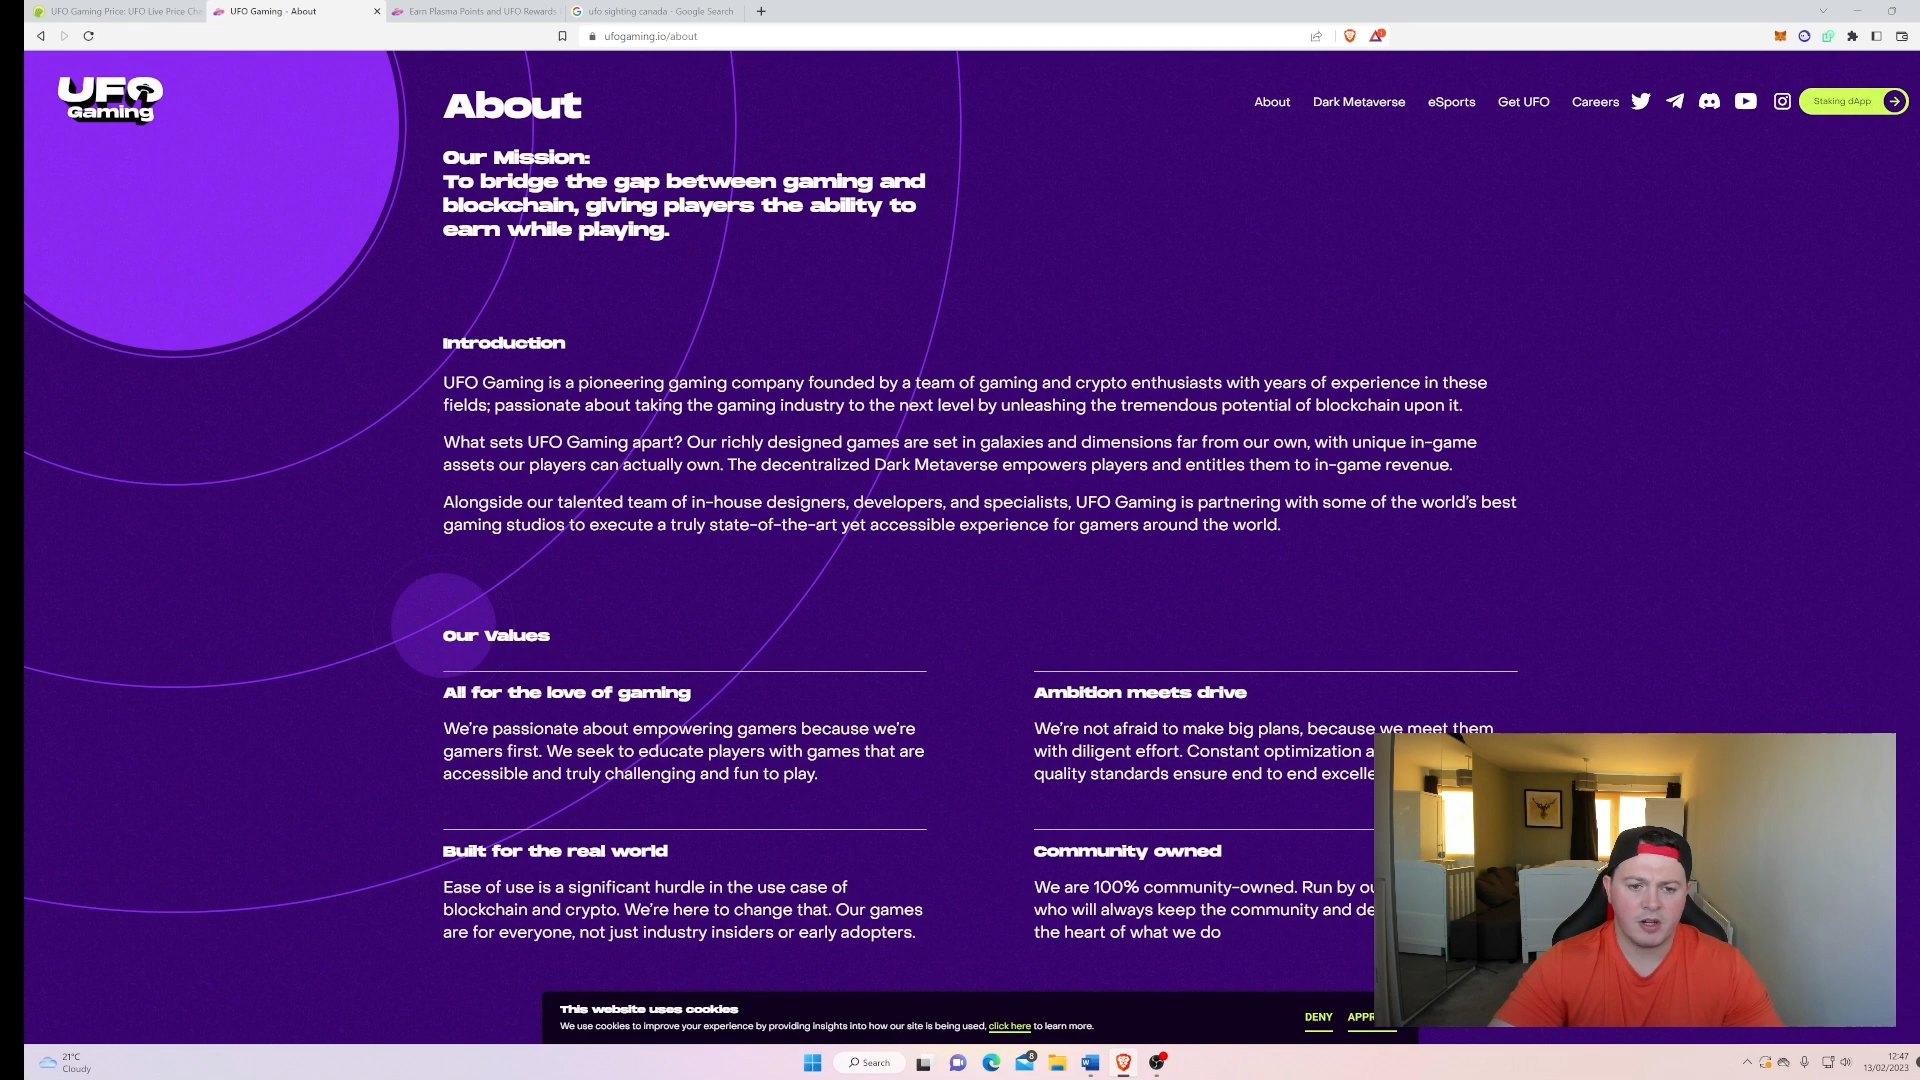 UFO Gaming Price: UFO Live Price Cha
UFO Gaming - About
Earn Plasma Points and UFO Rewards
ufo sighting canada - Google Search
ufogaming.io/about
UFO
Gaming
About
About
Dark Metaverse
eSports
Get UFO
Careers
Staking dApp
Our Mission:
To bridge the gap between gaming and
blockchain, giving players the ability to
earn while playing.
Introduction
UFO Gaming is a pioneering gaming company founded by a team of gaming and crypto enthusiasts with years of experience in these
fields; passionate about taking the gaming industry to the next level by unleashing the tremendous potential of blockchain upon it.
What sets UFO Gaming apart? Our richly designed games are set in galaxies and dimensions far from our own, with unique in-game
assets our players can actually own. The decentralized Dark Metaverse empowers players and entitles them to in-game revenue.
Alongside our talented team of in-house designers, developers, and specialists, UFO Gaming is partnering with some of the world's best
gaming studios to execute a truly state-of-the-art yet accessible experience for gamers around the world.
Our Values
All for the love of gaming
We're passionate about empowering gamers because we're
gamers first. We seek to educate players with games that are
accessible and truly challenging and fun to play.
Ambition meets drive
We're not afraid to make big plans, because we meet them
with diligent effort. Constant optimization a
quality standards ensure end to end excelle
Built for the real world
Ease of use is a significant hurdle in the use case of
blockchain and crypto. We're here to change that. Our games
are for everyone, not just industry insiders or early adopters.
Community owned
We are 100% community-owned. Run by ou
who will always keep the community and de
the heart of what we do
This website uses cookies
We use cookies to improve your experience by providing insights into how our site is being used, click here to learn more.
DENY
APPR
21°C
Cloudy
Search
8
12:47
13/02/2023